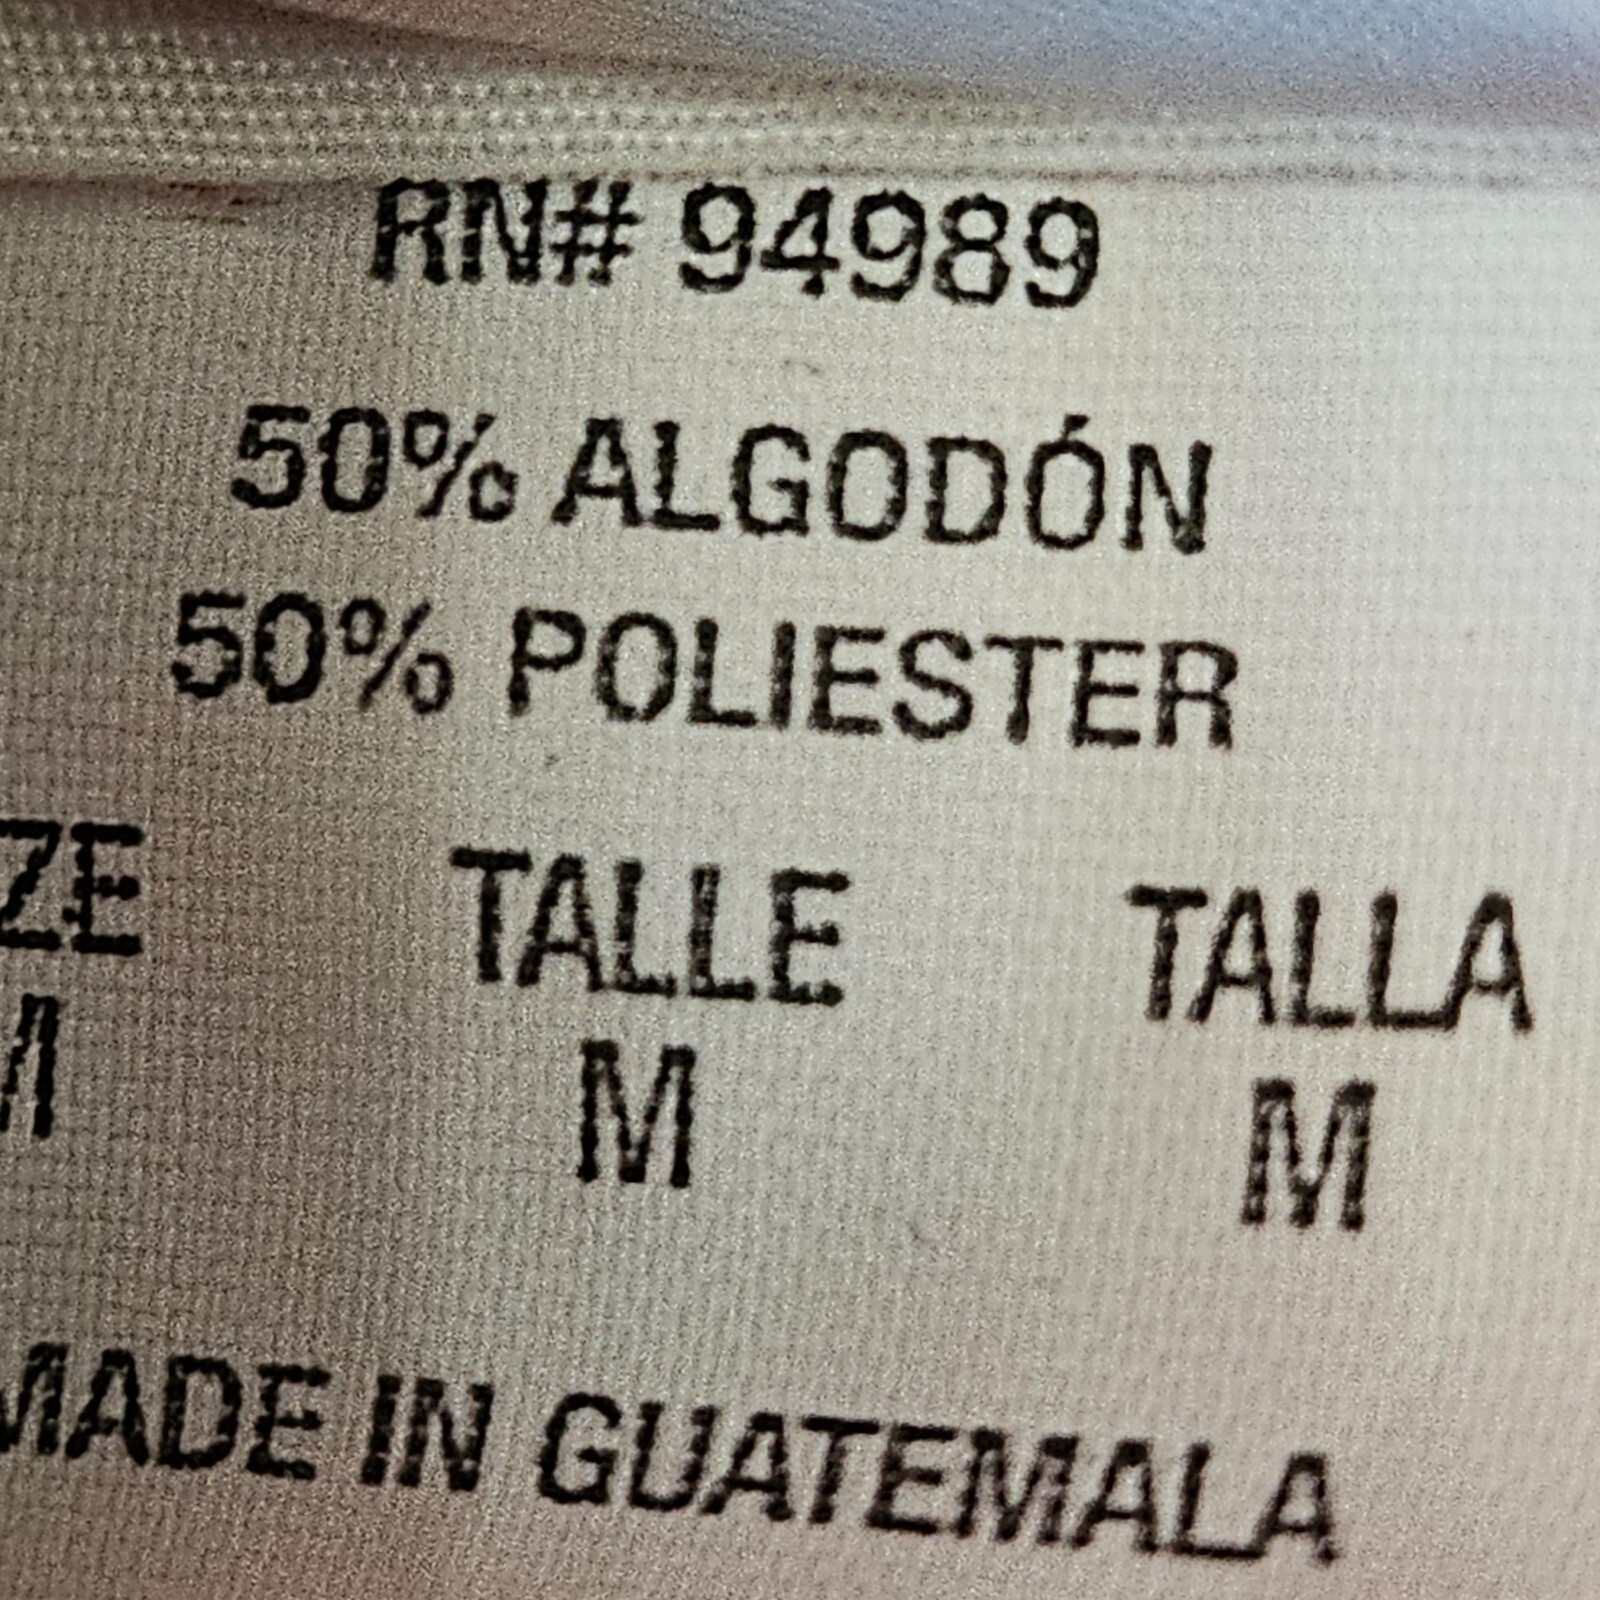 RN# 94989
50% ALGODÓN
50% POLIESTER
ZE TALLE TALLA
M M M
MADE IN GUATEMALA